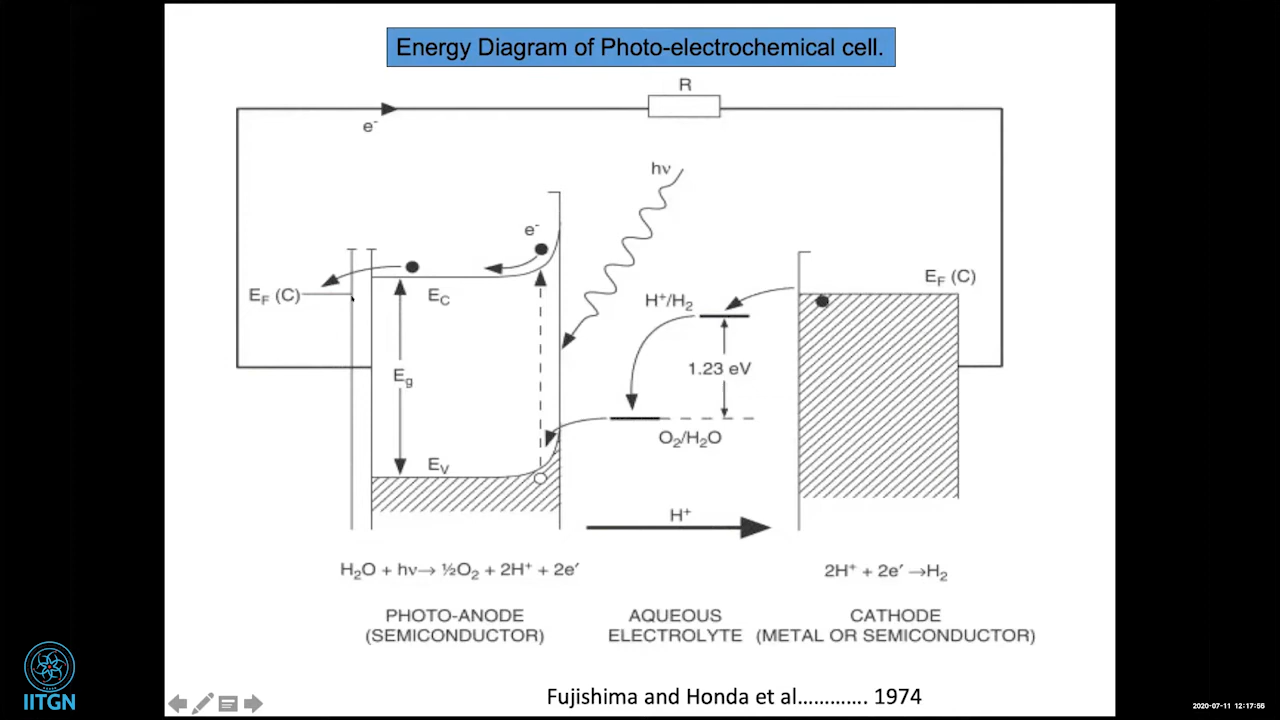 Energy Diagram of Photo-electrochemical cell.
R
e⁻
hν
e⁻
E_F (C)
E_C
H⁺/H₂
E_F (C)
1.23 eV
E_g
O₂/H₂O
E_V
H⁺
H₂O + hν→ ½O₂ + 2H⁺ + 2e′
2H⁺ + 2e′ →H₂
PHOTO-ANODE
(SEMICONDUCTOR)
AQUEOUS
ELECTROLYTE
CATHODE
(METAL OR SEMICONDUCTOR)
Fujishima and Honda et al…………. 1974
IITGN
2020-07-11 12:17:55